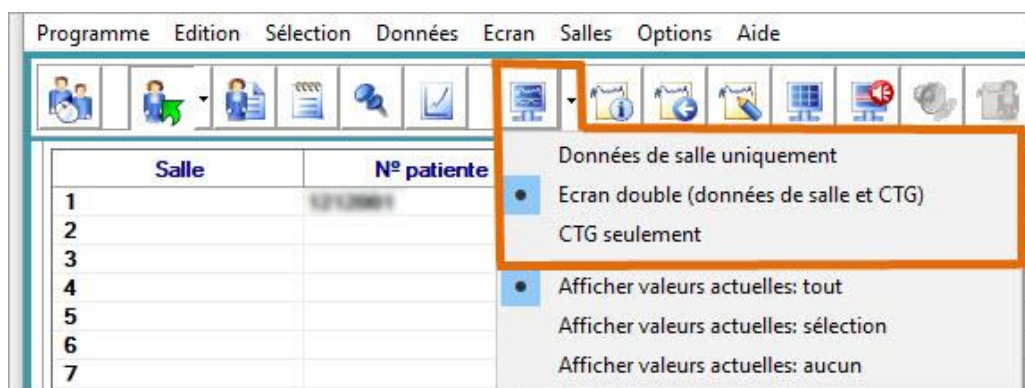 Programme Edition Sélection Données Ecran Salles Options Aide
Salle Nº patiente
1
2
3
4
5
6
7
Données de salle uniquement
Ecran double (données de salle et CTG)
CTG seulement
Afficher valeurs actuelles: tout
Afficher valeurs actuelles: sélection
Afficher valeurs actuelles: aucun